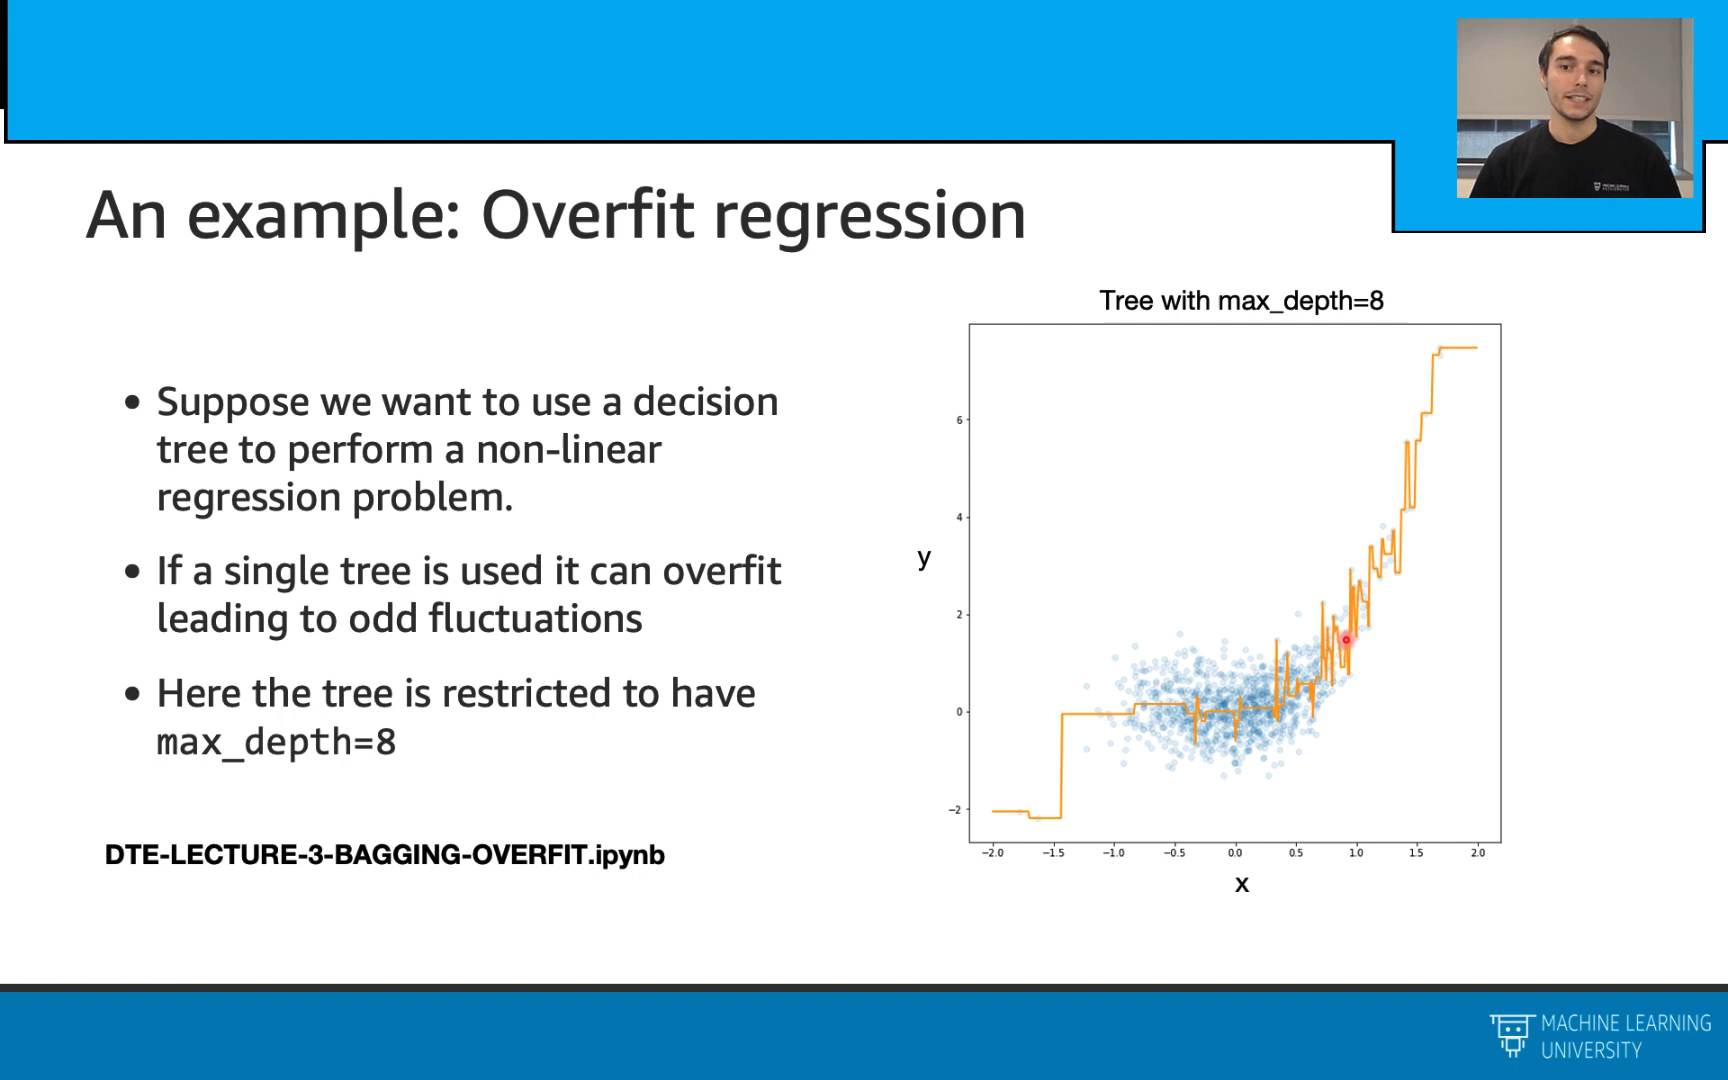 An example: Overfit regression
• Suppose we want to use a decision
tree to perform a non-linear
regression problem.
• If a single tree is used it can overfit
leading to odd fluctuations
• Here the tree is restricted to have
max_depth=8
DTE-LECTURE-3-BAGGING-OVERFIT.ipynb
Tree with max_depth=8
y
6
4
2
0
−2
−2.0 −1.5 −1.0 −0.5 0.0 0.5 1.0 1.5 2.0
x
MACHINE LEARNING
UNIVERSITY